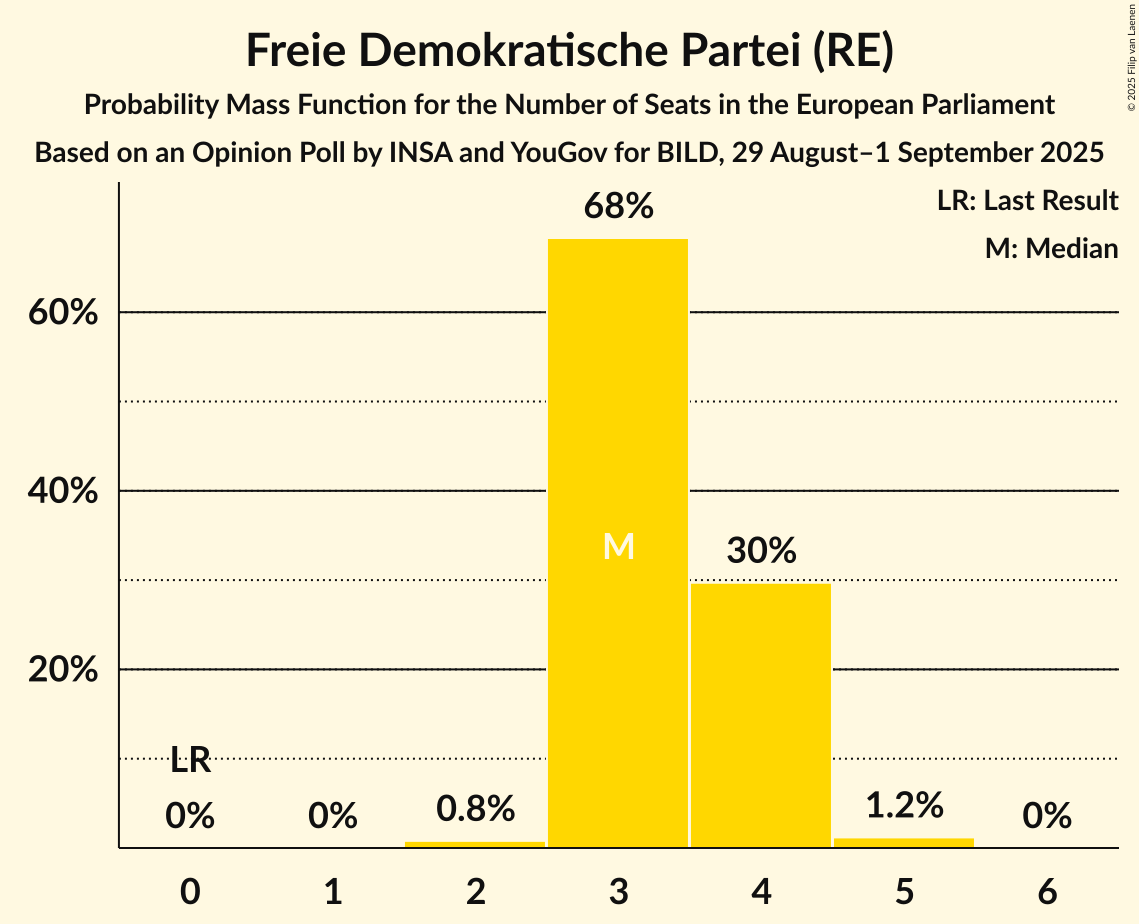 Freie Demokratische Partei (RE)
Probability Mass Function for the Number of Seats in the European Parliament
Based on an Opinion Poll by INSA and YouGov for BILD, 29 August–1 September 2025
© 2025 Filip van Laenen
LR: Last Result
M: Median
68%
60%
40%
M
30%
20%
LR
0%
0%
0.8%
1.2%
0%
0
1
2
3
4
5
6